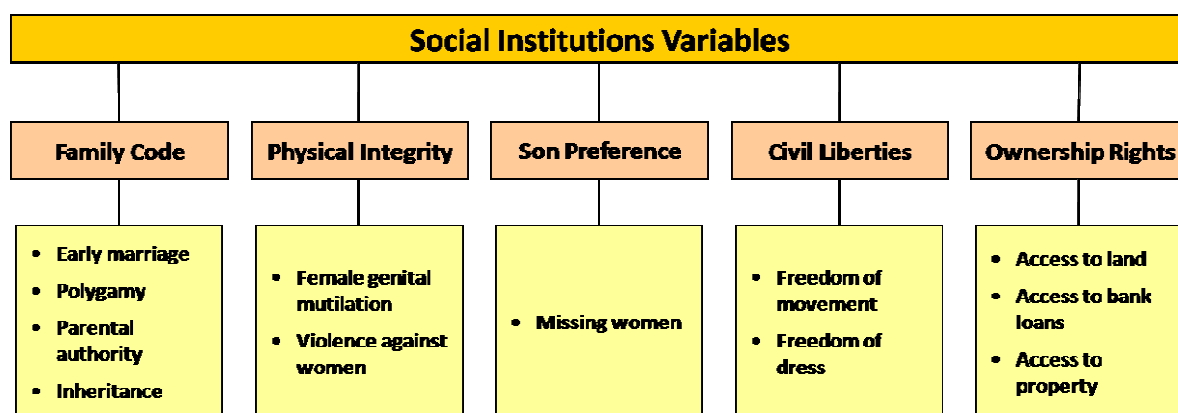 Social Institutions Variables
Family Code
Physical Integrity
Son Preference
Civil Liberties
Ownership Rights
• Early marriage
• Polygamy
• Parental
authority
• Inheritance
• Female genital
mutilation
• Violence against
women
• Missing women
• Freedom of
movement
• Freedom of
dress
• Access to land
• Access to bank
loans
• Access to
property